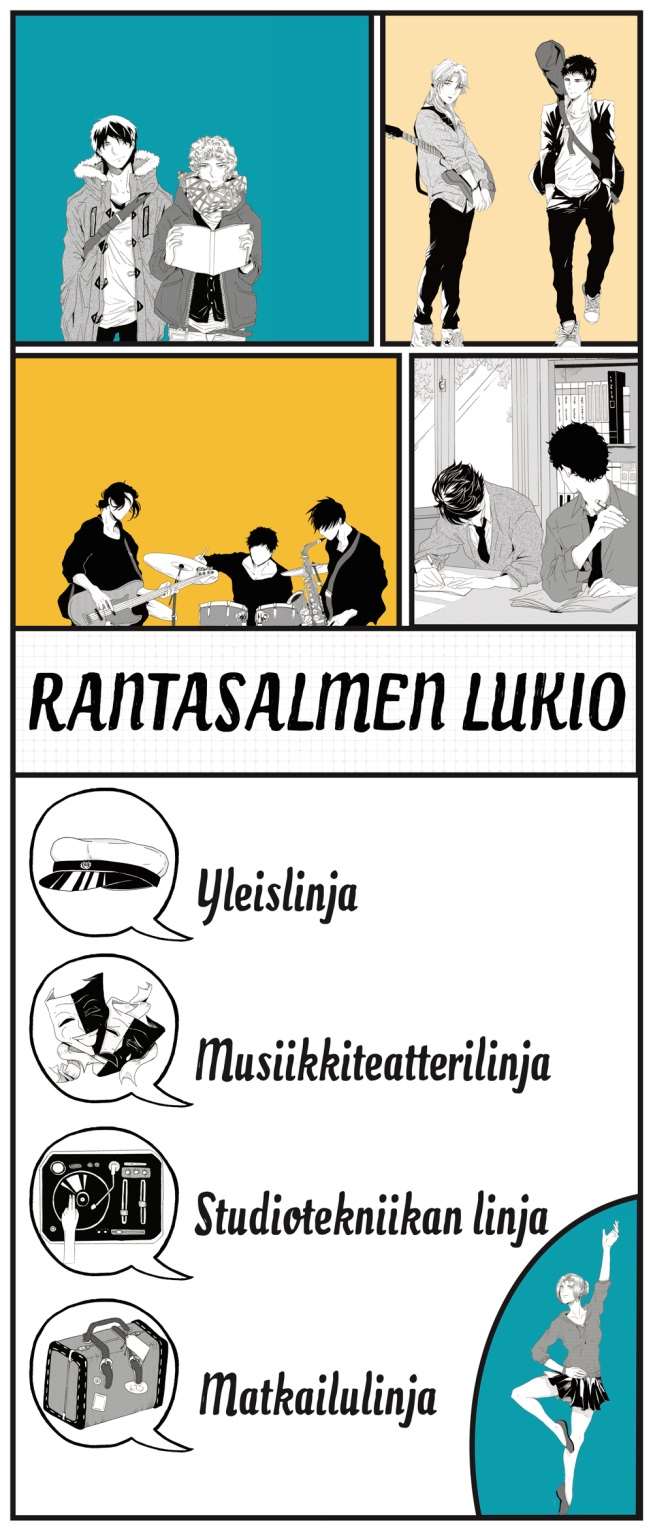 RANTASALMEN LUKIO
Yleislinja
Musiikkiteatterilinja
Studiotekniikan linja
Matkailulinja